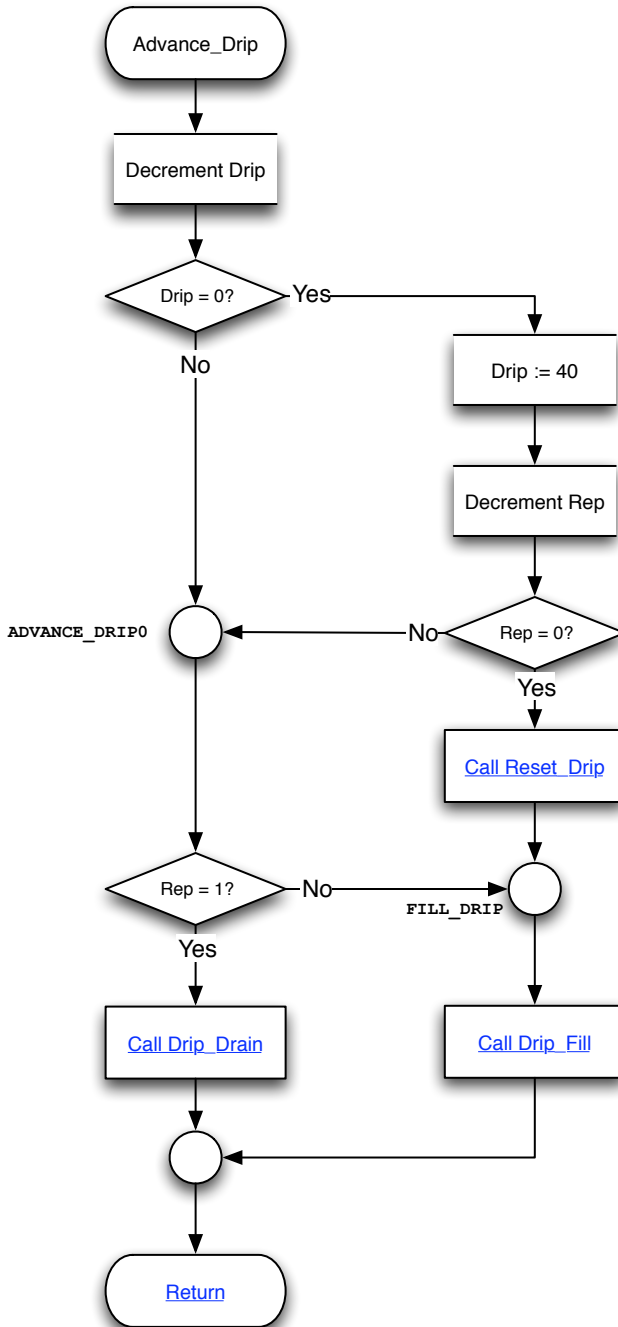 Advance_Drip
Decrement Drip
Drip = 0?
Yes
No
Drip := 40
Decrement Rep
ADVANCE_DRIP0
No
Rep = 0?
Yes
Call Reset_Drip
Rep = 1?
No
FILL_DRIP
Yes
Call Drip_Drain
Call Drip_Fill
Return